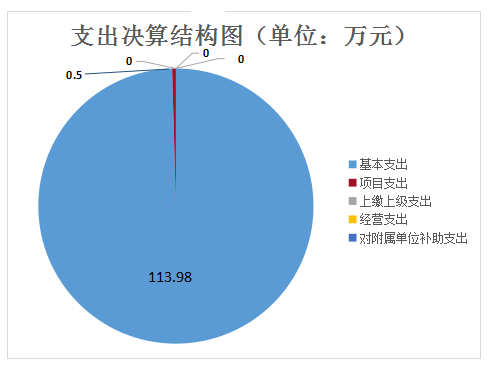 支出决算结构图（单位：万元）
0
0
0
0.5
113.98
基本支出
项目支出
上缴上级支出
经营支出
对附属单位补助支出